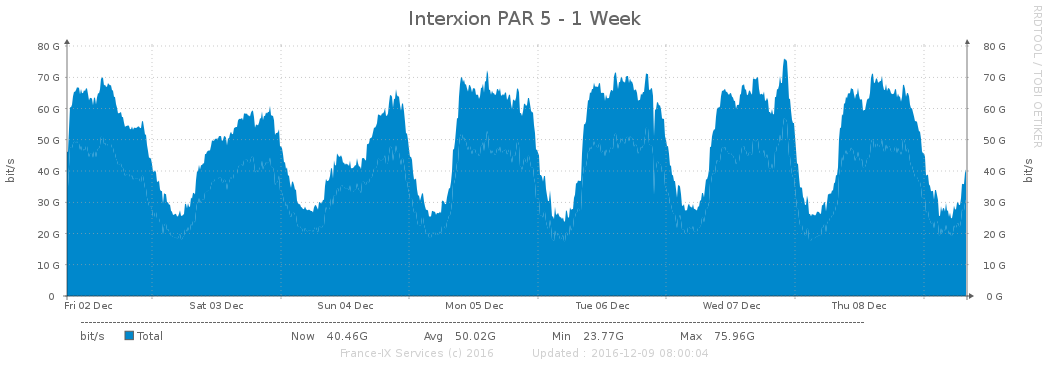 Interxion PAR 5 - 1 Week
RRDTOOL / TOBI OETIKER
80 G 80 G
70 G 70 G
60 G 60 G
50 G 50 G
40 G 40 G
30 G 30 G
20 G 20 G
10 G 10 G
0 0 G
bit/s bit/s
Fri 02 Dec Sat 03 Dec Sun 04 Dec Mon 05 Dec Tue 06 Dec Wed 07 Dec Thu 08 Dec
bit/s Total Now 40.46G Avg 50.02G Min 23.77G Max 75.96G
France-IX Services (c) 2016 Updated : 2016-12-09 08:00:04